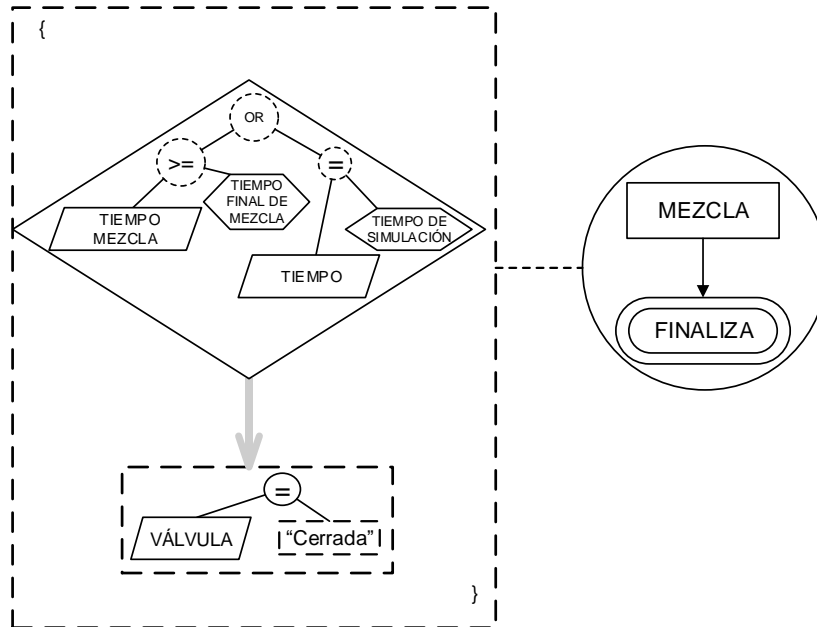 {
OR
>=
=
TIEMPO
FINAL DE
MEZCLA
TIEMPO
MEZCLA
TIEMPO DE
SIMULACIÓN
TIEMPO
MEZCLA
FINALIZA
=
VÁLVULA
“Cerrada”
}